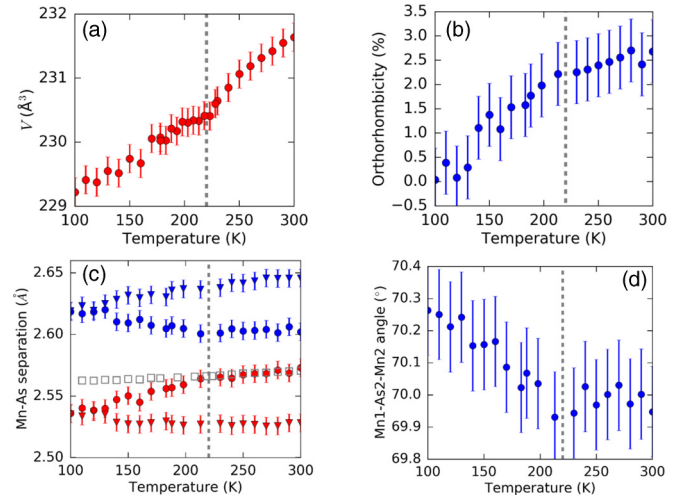 (a)
V (Å³)
232
231
230
229
100 150 200 250 300
Temperature (K)
(b)
Orthorhombicity (%)
3.5
3.0
2.5
2.0
1.5
1.0
0.5
0.0
−0.5
100 150 200 250 300
Temperature (K)
(c)
Mn-As separation (Å)
2.65
2.60
2.55
2.50
100 150 200 250 300
Temperature (K)
(d)
Mn1-As2-Mn2 angle (°)
70.4
70.3
70.2
70.1
70.0
69.9
69.8
100 150 200 250 300
Temperature (K)